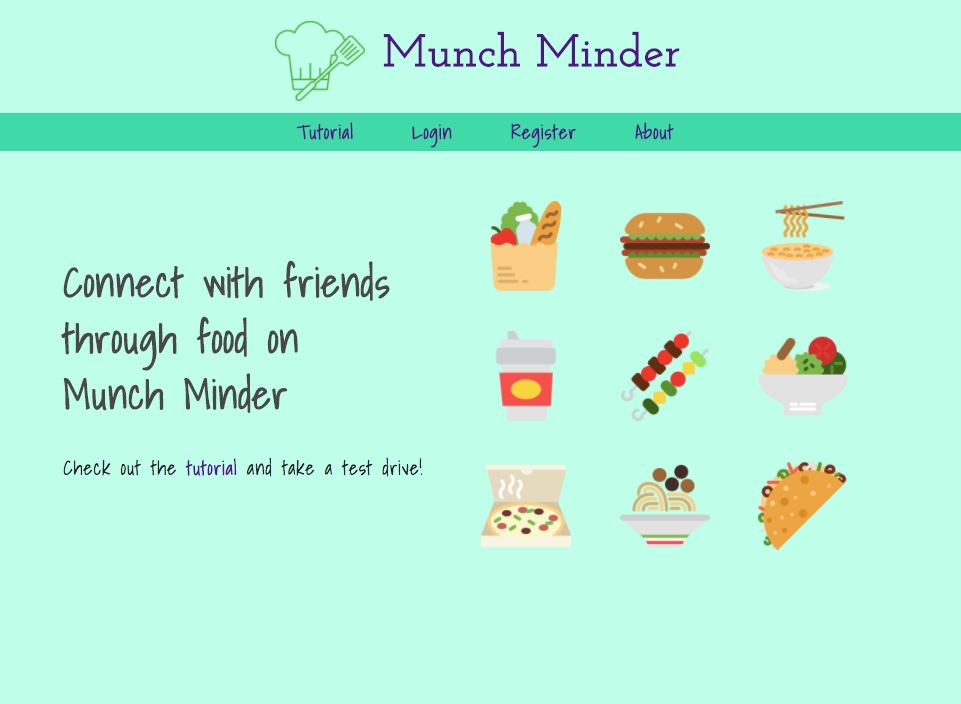 Munch Minder
Tutorial Login Register About
Connect with friends
through food on
Munch Minder
Check out the tutorial and take a test drive!